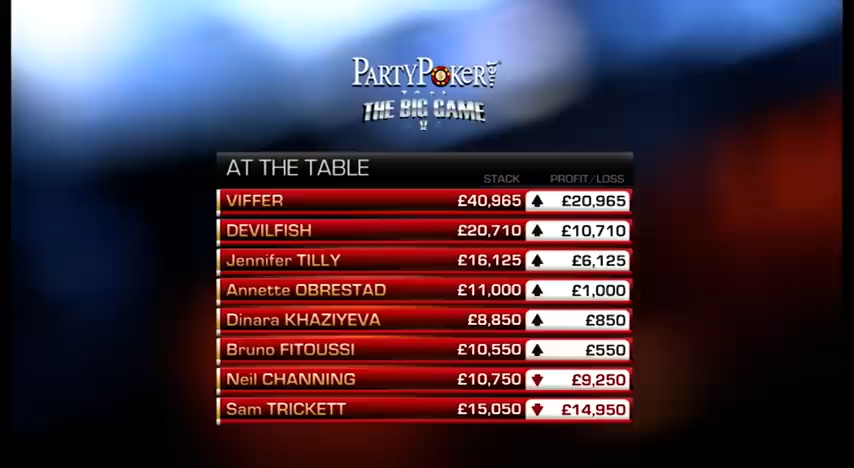 PARTYPOKER.com
THE BIG GAME
AT THE TABLE STACK PROFIT/LOSS
VIFFER £40,965 £20,965
DEVILFISH £20,710 £10,710
Jennifer TILLY £16,125 £6,125
Annette OBRESTAD £11,000 £1,000
Dinara KHAZIYEVA £8,850 £850
Bruno FITOUSSI £10,550 £550
Neil CHANNING £10,750 £9,250
Sam TRICKETT £15,050 £14,950